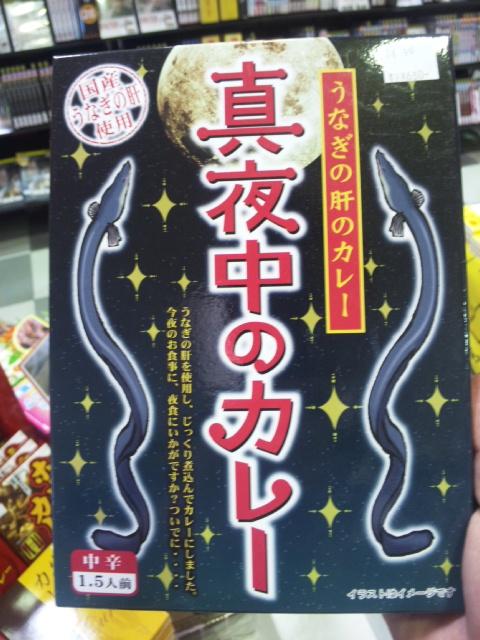 国産
うなぎの肝
使用
うなぎの肝のカレー
真夜中のカレー
うなぎの肝を使用し、じっくり煮込んでカレーにしました。
今夜のお食事に、夜食にいかがですか？ついでに・・・・
中辛
1.5人前
イラストはイメージです